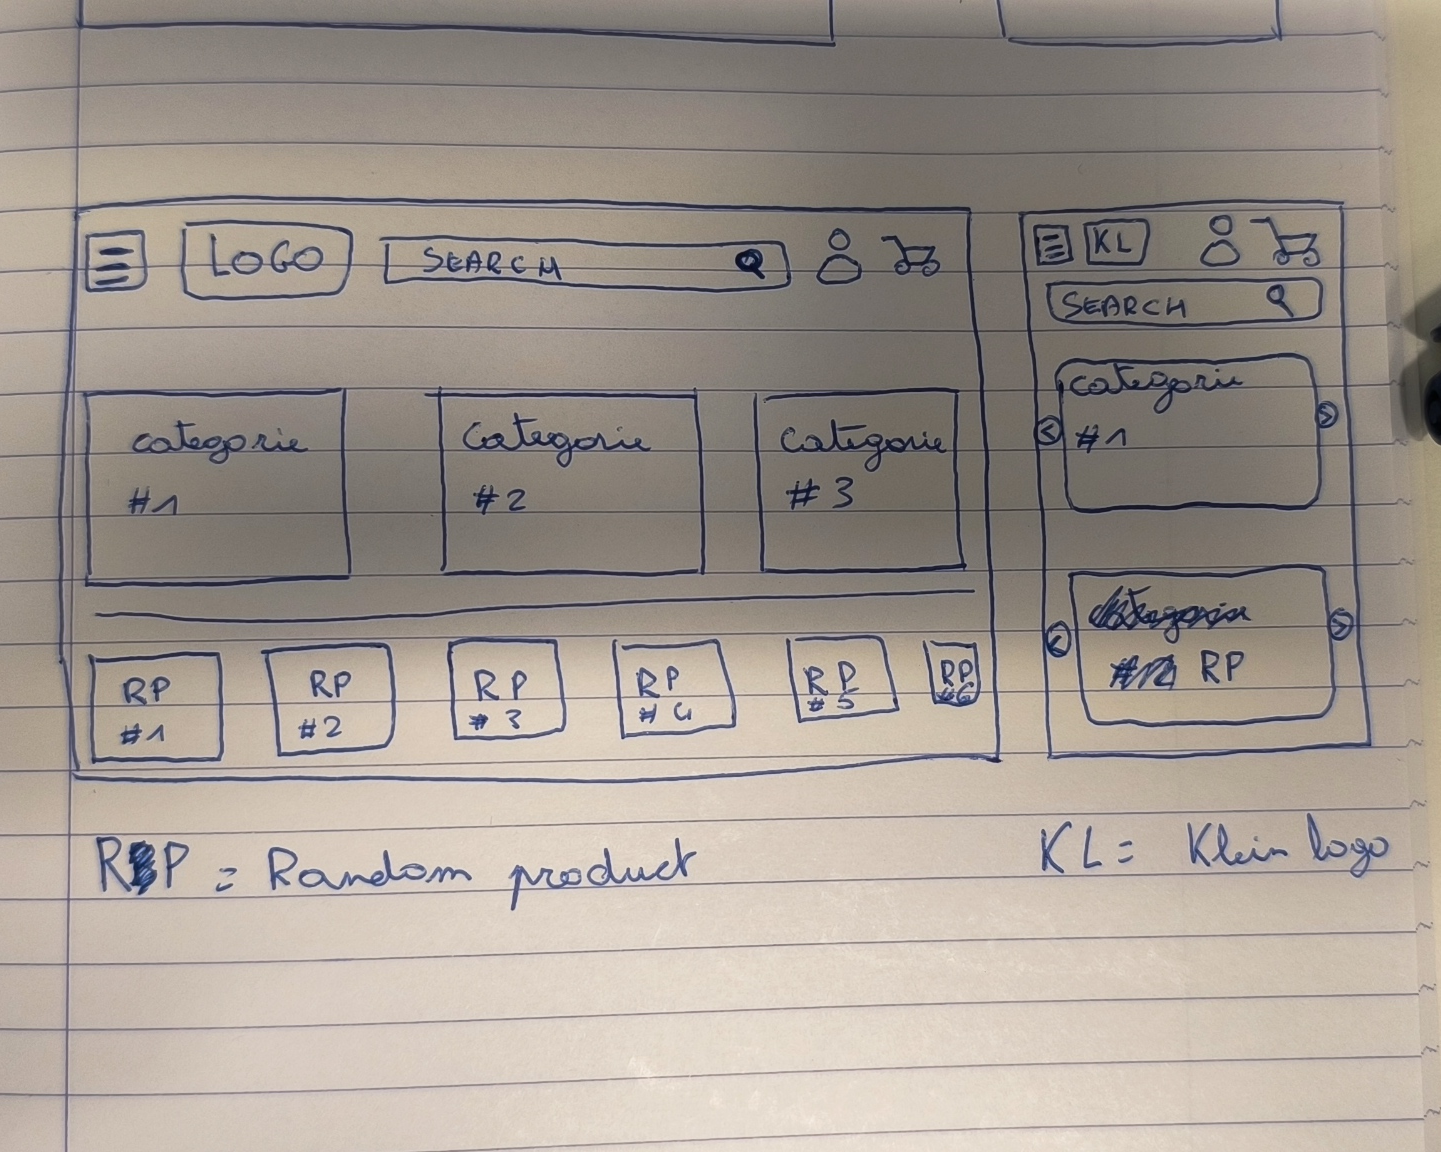 LOGO
SEARCH
categorie
#1
Categorie
#2
Categorie
#3
RP
#1
RP
#2
RP
#3
RP
#4
RP
#5
RP
#6
KL
SEARCH
categorie
#1
RP
RP = Random product
KL = Klein logo